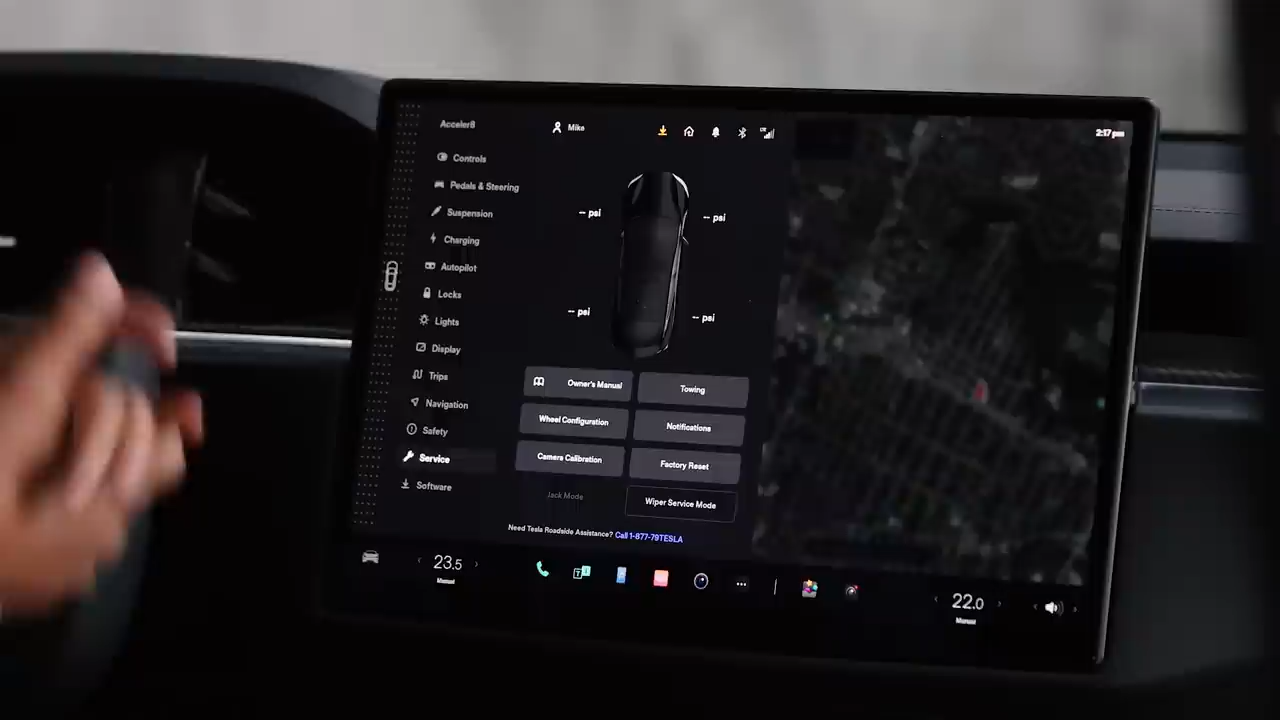 Acceler8
Mike
LTE
2:17 pm
Controls
Pedals & Steering
Suspension
Charging
Autopilot
Locks
Lights
Display
Trips
Navigation
Safety
Service
Software
-- psi
-- psi
-- psi
-- psi
Owner's Manual
Towing
Wheel Configuration
Notifications
Camera Calibration
Factory Reset
Jack Mode
Wiper Service Mode
Need Tesla Roadside Assistance? Call 1-877-79TESLA
23.5
Manual
22.0
Manual